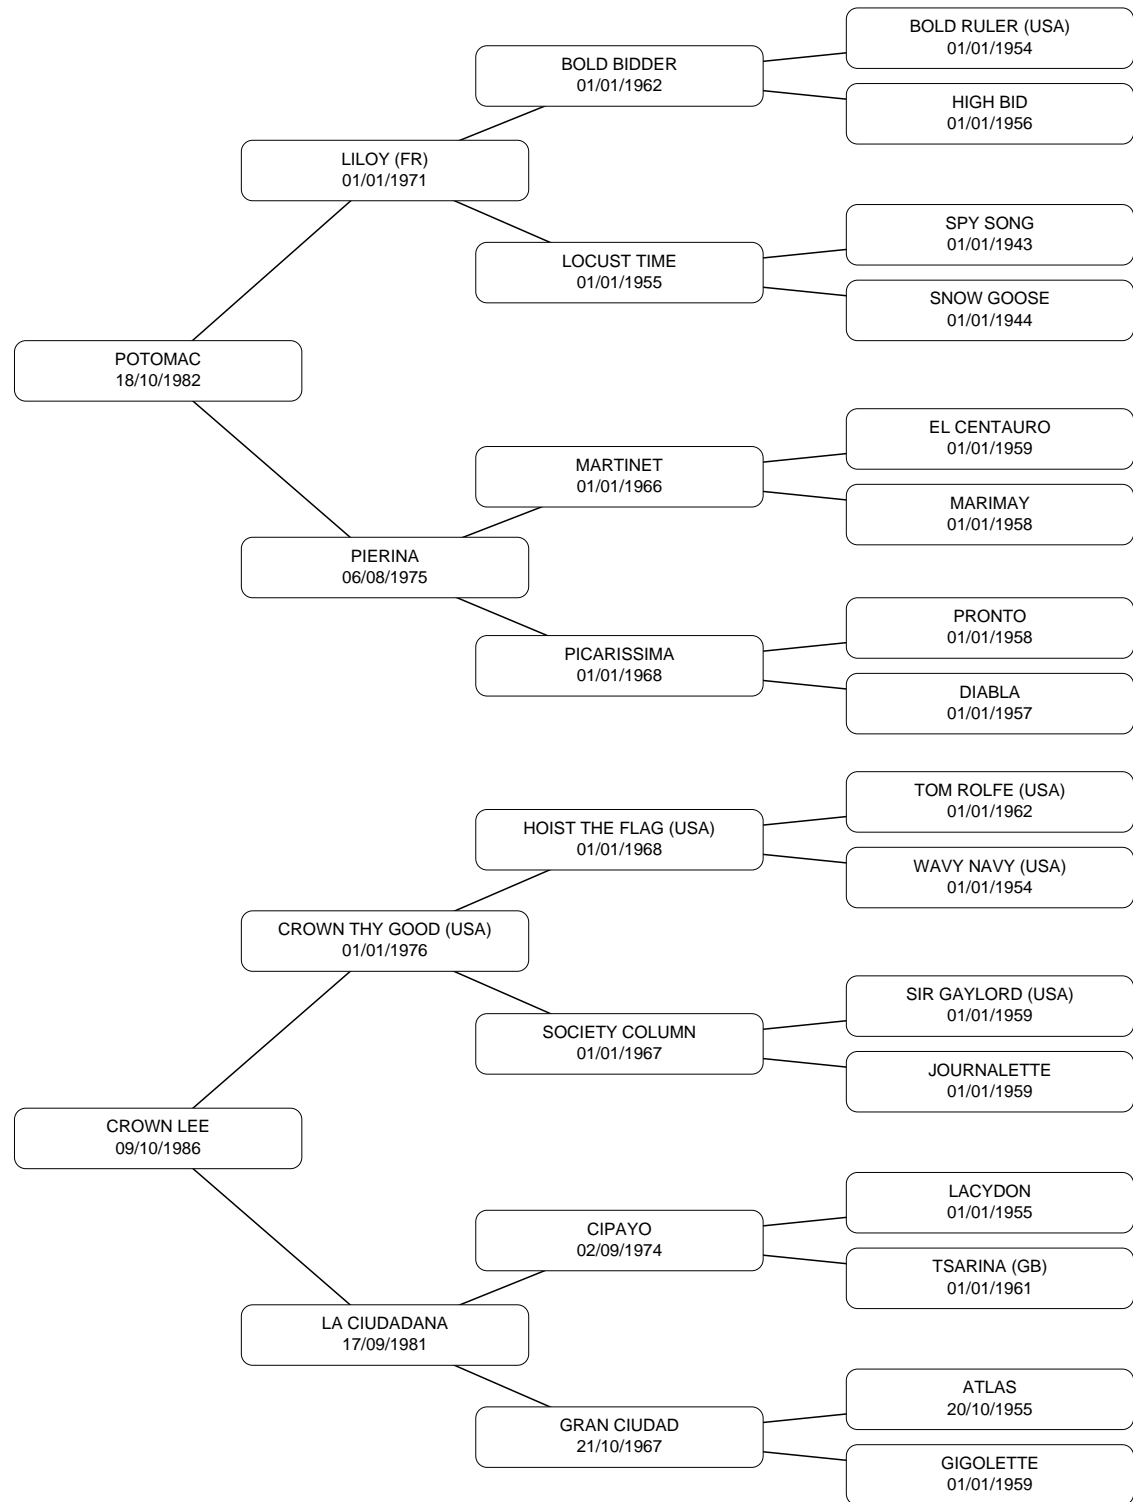 BOLD RULER (USA)
01/01/1954
BOLD BIDDER
01/01/1962
HIGH BID
01/01/1956
LILOY (FR)
01/01/1971
SPY SONG
01/01/1943
LOCUST TIME
01/01/1955
SNOW GOOSE
01/01/1944
POTOMAC
18/10/1982
EL CENTAURO
01/01/1959
MARTINET
01/01/1966
MARIMAY
01/01/1958
PIERINA
06/08/1975
PRONTO
01/01/1958
PICARISSIMA
01/01/1968
DIABLA
01/01/1957
TOM ROLFE (USA)
01/01/1962
HOIST THE FLAG (USA)
01/01/1968
WAVY NAVY (USA)
01/01/1954
CROWN THY GOOD (USA)
01/01/1976
SIR GAYLORD (USA)
01/01/1959
SOCIETY COLUMN
01/01/1967
JOURNALETTE
01/01/1959
CROWN LEE
09/10/1986
LACYDON
01/01/1955
CIPAYO
02/09/1974
TSARINA (GB)
01/01/1961
LA CIUDADANA
17/09/1981
ATLAS
20/10/1955
GRAN CIUDAD
21/10/1967
GIGOLETTE
01/01/1959